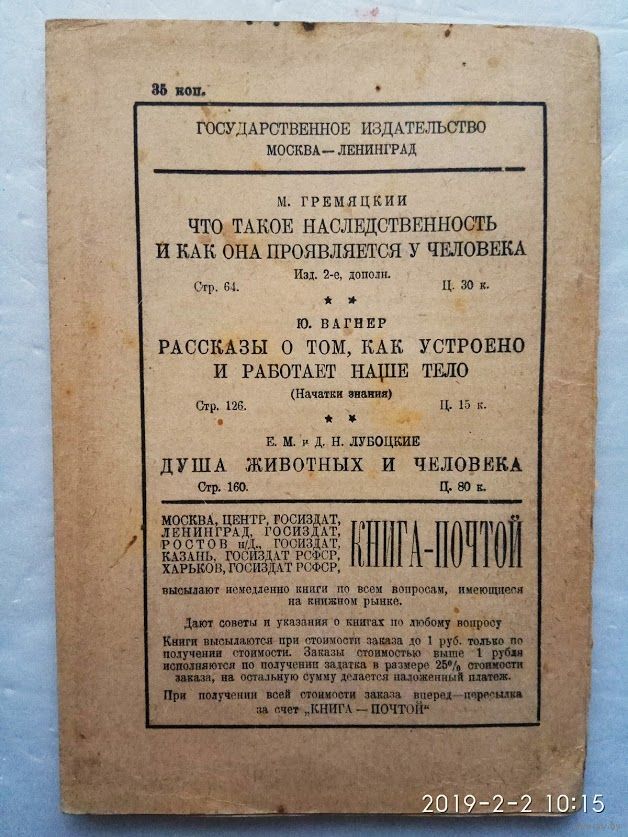 35 коп.
ГОСУДАРСТВЕННОЕ ИЗДАТЕЛЬСТВО
МОСКВА — ЛЕНИНГРАД
М. ГРЕМЯЦКИИ
ЧТО ТАКОЕ НАСЛЕДСТВЕННОСТЬ
И КАК ОНА ПРОЯВЛЯЕТСЯ У ЧЕЛОВЕКА
Изд. 2-е, дополн.
Стр. 64. Ц. 30 к.
Ю. ВАГНЕР
РАССКАЗЫ О ТОМ, КАК УСТРОЕНО
И РАБОТАЕТ НАШЕ ТЕЛО
(Начатки знания)
Стр. 126. Ц. 15 к.
Е. М. и Д. Н. ЛУБОЦКИЕ
ДУША ЖИВОТНЫХ И ЧЕЛОВЕКА
Стр. 160. Ц. 80 к.
МОСКВА, ЦЕНТР, ГОСИЗДАТ,
ЛЕНИНГРАД, ГОСИЗДАТ,
РОСТОВ н/Д., ГОСИЗДАТ,
КАЗАНЬ, ГОСИЗДАТ РСФСР,
ХАРЬКОВ, ГОСИЗДАТ РСФСР,
КНИГА-ПОЧТОЙ
высылают немедленно книги по всем вопросам, имеющиеся
на книжном рынке.
Дают советы и указания о книгах по любому вопросу
Книги высылаются при стоимости заказа до 1 руб. только по
получении стоимости. Заказы стоимостью выше 1 рубля
исполняются по получении задатка в размере 25% стоимости
заказа, на остальную сумму делается наложенный платеж.
При получении всей стоимости заказа вперед—пересылка
за счет „КНИГА — ПОЧТОЙ“
2019-2-2 10:15